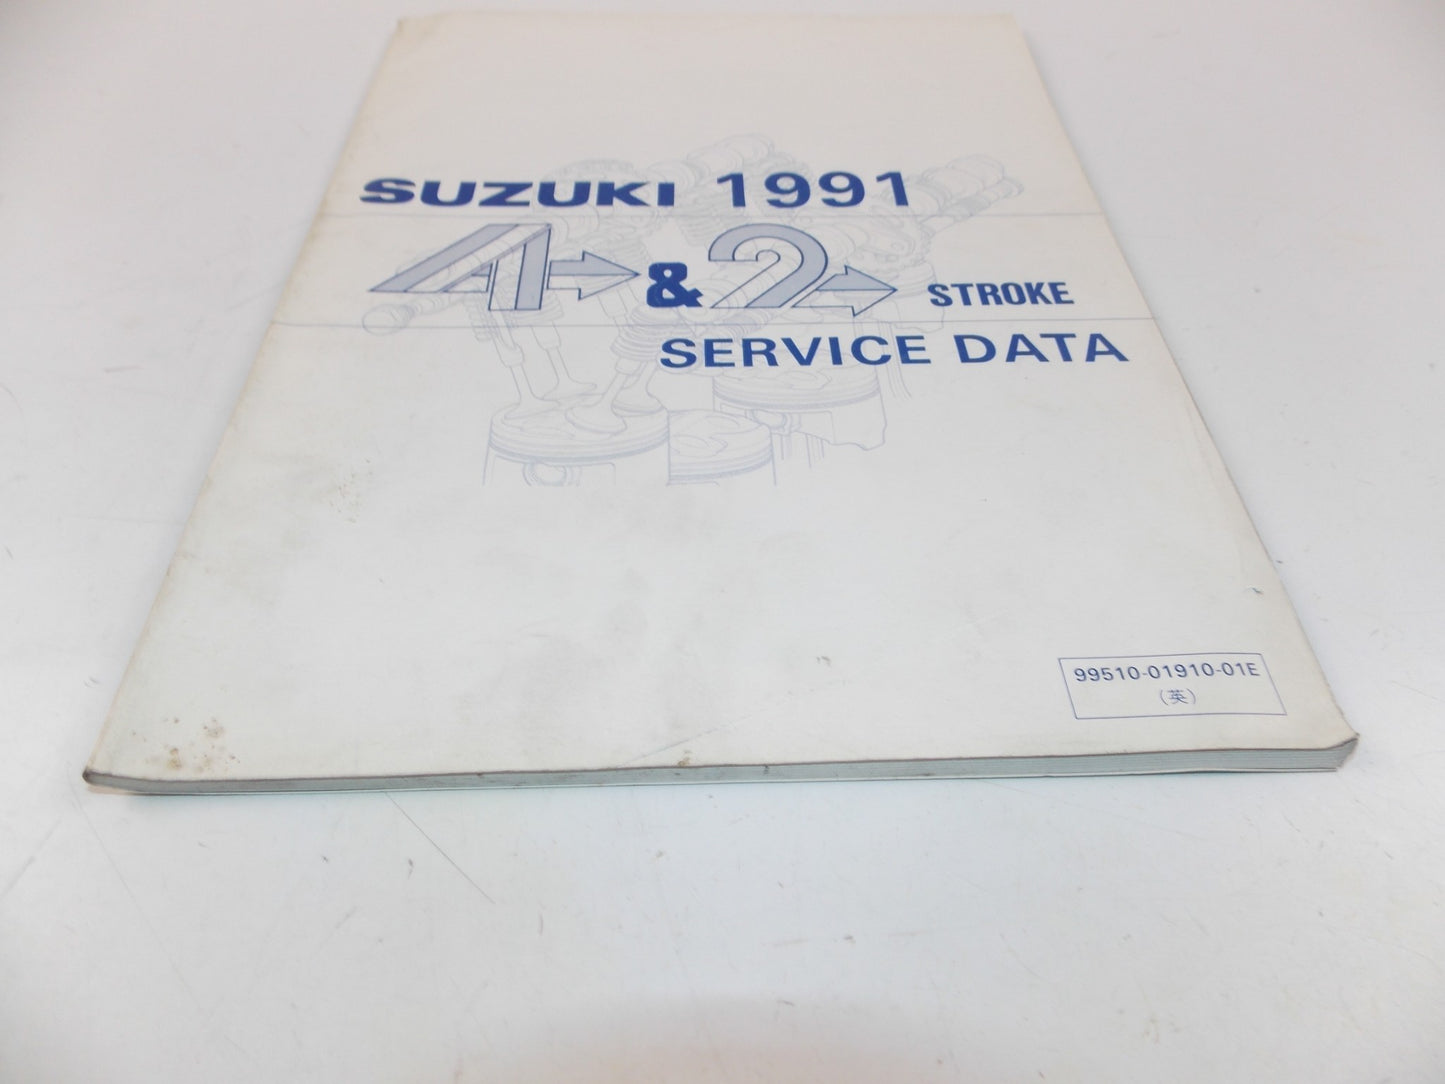 SUZUKI 1991
4 & 2 STROKE
SERVICE DATA
99510-01910-01E
(英)